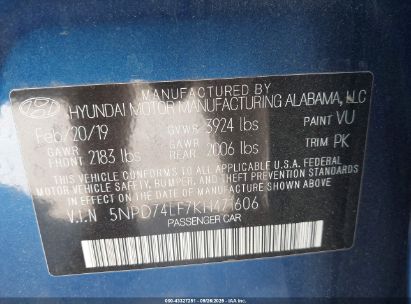 MANUFACTURED BY
HYUNDAI MOTOR MANUFACTURING ALABAMA, LLC
Feb/20/19 GVWR 3924 lbs PAINT VU
GAWR FRONT 2183 lbs GAWR REAR 2006 lbs TRIM PK
THIS VEHICLE CONFORMS TO ALL APPLICABLE U.S.A. FEDERAL
MOTOR VEHICLE SAFETY, BUMPER, AND THEFT PREVENTION
STANDARDS IN EFFECT ON THE DATE OF MANUFACTURE SHOWN ABOVE.
V.I.N 5NPD74LF7KH471606
PASSENGER CAR